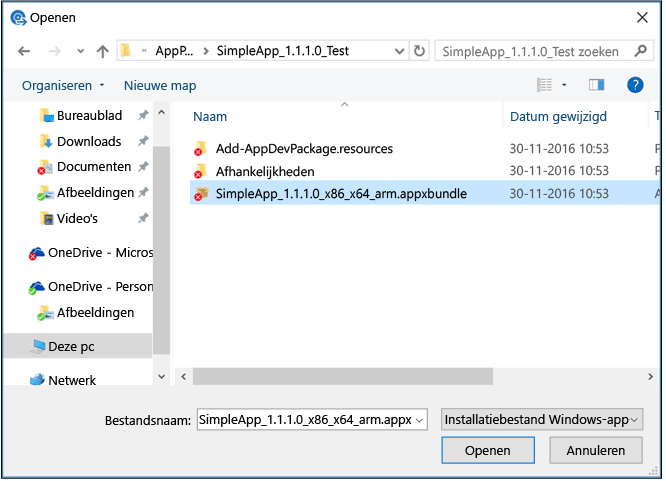 Openen
« AppP... > SimpleApp_1.1.1.0_Test
SimpleApp_1.1.1.0_Test zoeken
Organiseren
Nieuwe map
?
Bureaublad
Downloads
Documenten
Afbeeldingen
Video's
OneDrive - Micros
OneDrive - Person
Afbeeldingen
Deze pc
Netwerk
Naam Datum gewijzigd T
Add-AppDevPackage.resources 30-11-2016 10:53
Afhankelijkheden 30-11-2016 10:53
SimpleApp_1.1.1.0_x86_x64_arm.appxbundle 30-11-2016 10:53 A
Bestandsnaam: SimpleApp_1.1.1.0_x86_x64_arm.appx
Installatiebestand Windows-app
Openen
Annuleren